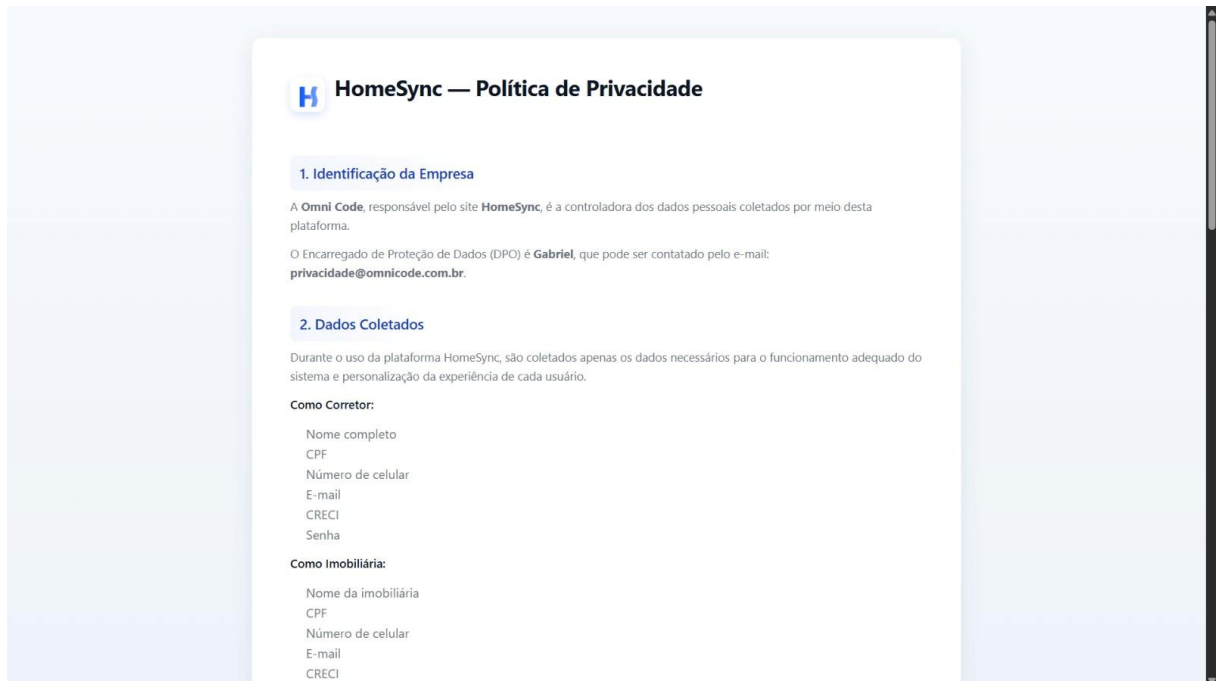 HomeSync — Política de Privacidade
1. Identificação da Empresa
A Omni Code, responsável pelo site HomeSync, é a controladora dos dados pessoais coletados por meio desta
plataforma.
O Encarregado de Proteção de Dados (DPO) é Gabriel, que pode ser contatado pelo e-mail:
privacidade@omnicode.com.br.
2. Dados Coletados
Durante o uso da plataforma HomeSync, são coletados apenas os dados necessários para o funcionamento adequado do
sistema e personalização da experiência de cada usuário.
Como Corretor:
Nome completo
CPF
Número de celular
E-mail
CRECI
Senha
Como Imobiliária:
Nome da imobiliária
CPF
Número de celular
E-mail
CRECI